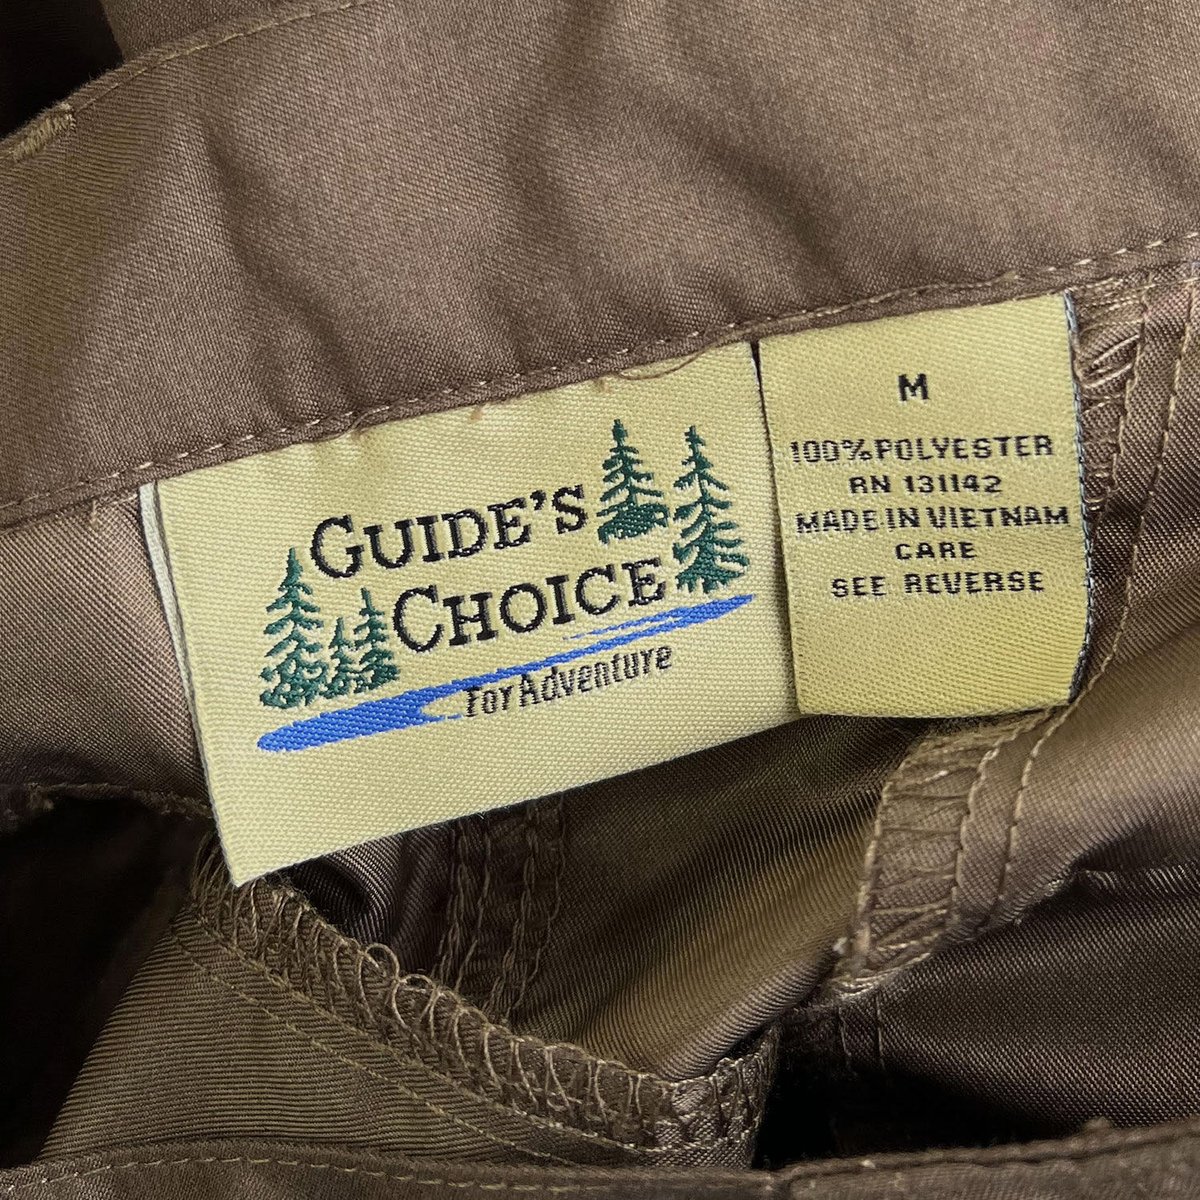 GUIDE'S
CHOICE
For Adventure
M
100% POLYESTER
RN 131142
MADE IN VIETNAM
CARE
SEE REVERSE